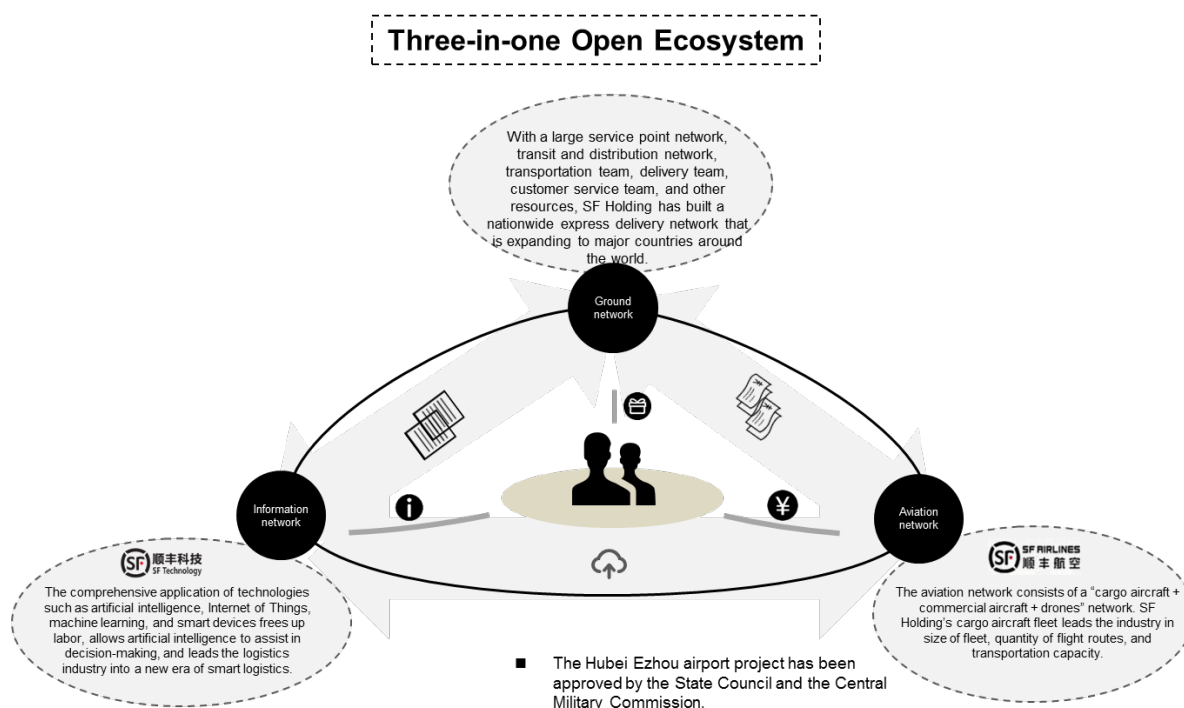 Three-in-one Open Ecosystem
With a large service point network,
transit and distribution network,
transportation team, delivery team,
customer service team, and other
resources, SF Holding has built a
nationwide express delivery network that
is expanding to major countries around
the world.
Ground
network
Information
network
Aviation
network
SF 顺丰科技
SF Technology
The comprehensive application of technologies
such as artificial intelligence, Internet of Things,
machine learning, and smart devices frees up
labor, allows artificial intelligence to assist in
decision-making, and leads the logistics
industry into a new era of smart logistics.
SF SF AIRLINES
顺丰航空
The aviation network consists of a “cargo aircraft +
commercial aircraft + drones” network. SF
Holding’s cargo aircraft fleet leads the industry in
size of fleet, quantity of flight routes, and
transportation capacity.
■ The Hubei Ezhou airport project has been
approved by the State Council and the Central
Military Commission.